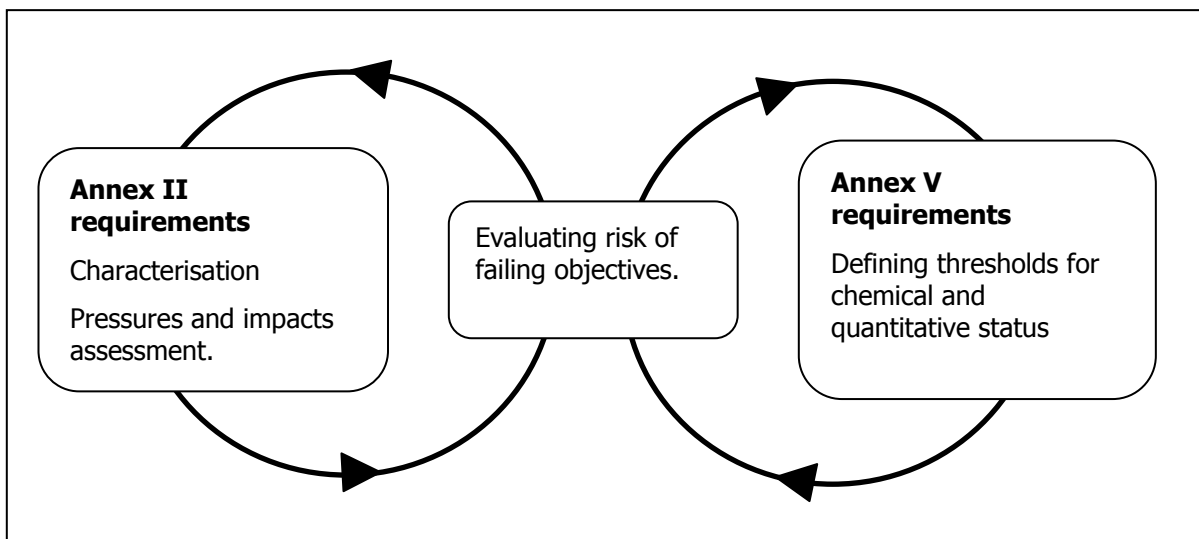 Annex II
requirements
Characterisation
Pressures and impacts
assessment.
Evaluating risk of
failing objectives.
Annex V
requirements
Defining thresholds for
chemical and
quantitative status